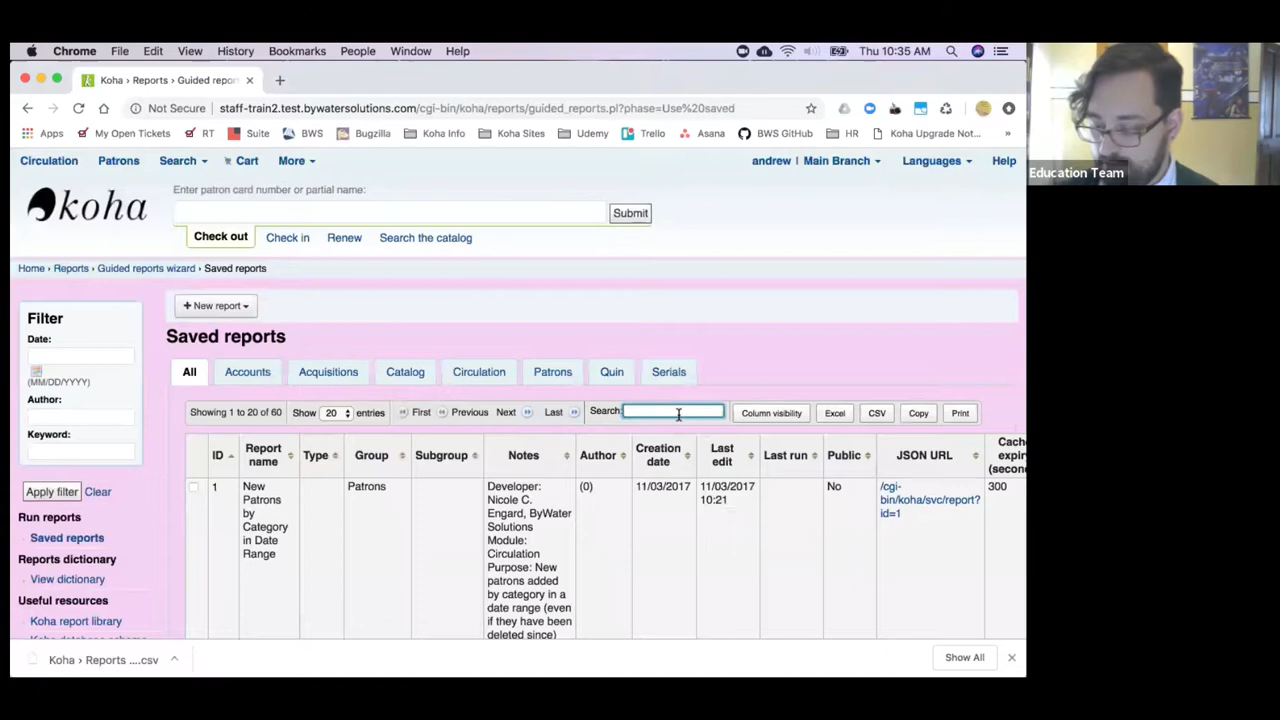 Chrome File Edit View History Bookmarks People Window Help Thu 10:35 AM
Koha › Reports › Guided repor
Not Secure staff-train2.test.bywatersolutions.com/cgi-bin/koha/reports/guided_reports.pl?phase=Use%20saved
Apps My Open Tickets RT Suite BWS Bugzilla Koha Info Koha Sites Udemy Trello Asana BWS GitHub HR Koha Upgrade Not... »
Circulation Patrons Search Cart More andrew | Main Branch Languages Help
koha
Enter patron card number or partial name:
Submit
Check out Check in Renew Search the catalog
Home › Reports › Guided reports wizard › Saved reports
Filter
Date:
(MM/DD/YYYY)
Author:
Keyword:
Apply filter Clear
Run reports
Saved reports
Reports dictionary
View dictionary
Useful resources
Koha report library
+ New report
Saved reports
All Accounts Acquisitions Catalog Circulation Patrons Quin Serials
Showing 1 to 20 of 60 Show 20 entries First Previous Next Last Search: Column visibility Excel CSV Copy Print
ID Report name Type Group Subgroup Notes Author Creation date Last edit Last run Public JSON URL Cache expiry (seconds
1
New
Patrons
by
Category
in Date
Range
Patrons
Developer:
Nicole C.
Engard, ByWater
Solutions
Module:
Circulation
Purpose: New
patrons added
by category in a
date range (even
if they have been
deleted since)
(0)
11/03/2017
11/03/2017
10:21
No
/cgi-
bin/koha/svc/report?
id=1
300
Koha › Reports ....csv
Show All
Education Team